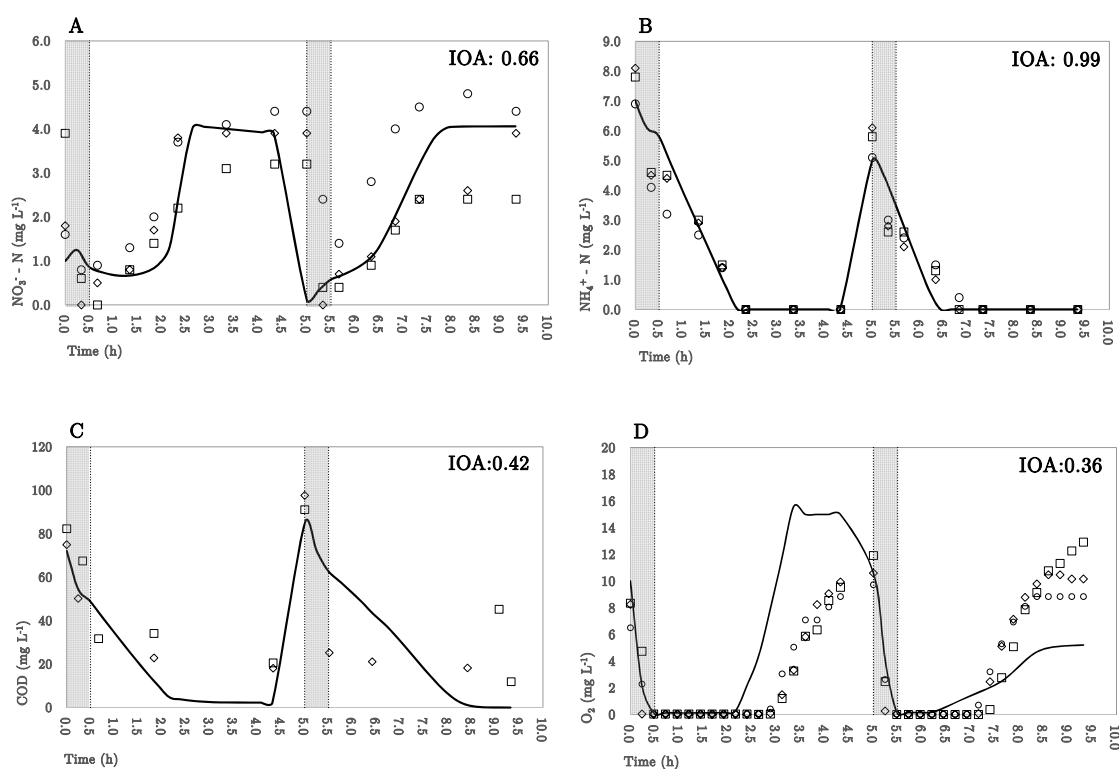 A
IOA: 0.66
NO₃⁻ - N (mg L⁻¹)
6.0
5.0
4.0
3.0
2.0
1.0
0.0
0.0 0.5 1.0 1.5 2.0 2.5 3.0 3.5 4.0 4.5 5.0 5.5 6.0 6.5 7.0 7.5 8.0 8.5 9.0 9.5 10.0
Time (h)
B
IOA: 0.99
NH₄⁺ - N (mg L⁻¹)
9.0
8.0
7.0
6.0
5.0
4.0
3.0
2.0
1.0
0.0
0.0 0.5 1.0 1.5 2.0 2.5 3.0 3.5 4.0 4.5 5.0 5.5 6.0 6.5 7.0 7.5 8.0 8.5 9.0 9.5 10.0
Time (h)
C
IOA:0.42
COD (mg L⁻¹)
120
100
80
60
40
20
0
0.0 0.5 1.0 1.5 2.0 2.5 3.0 3.5 4.0 4.5 5.0 5.5 6.0 6.5 7.0 7.5 8.0 8.5 9.0 9.5 10.0
Time (h)
D
IOA:0.36
O₂ (mg L⁻¹)
20
18
16
14
12
10
8
6
4
2
0
0.0 0.5 1.0 1.5 2.0 2.5 3.0 3.5 4.0 4.5 5.0 5.5 6.0 6.5 7.0 7.5 8.0 8.5 9.0 9.5 10.0
Time (h)